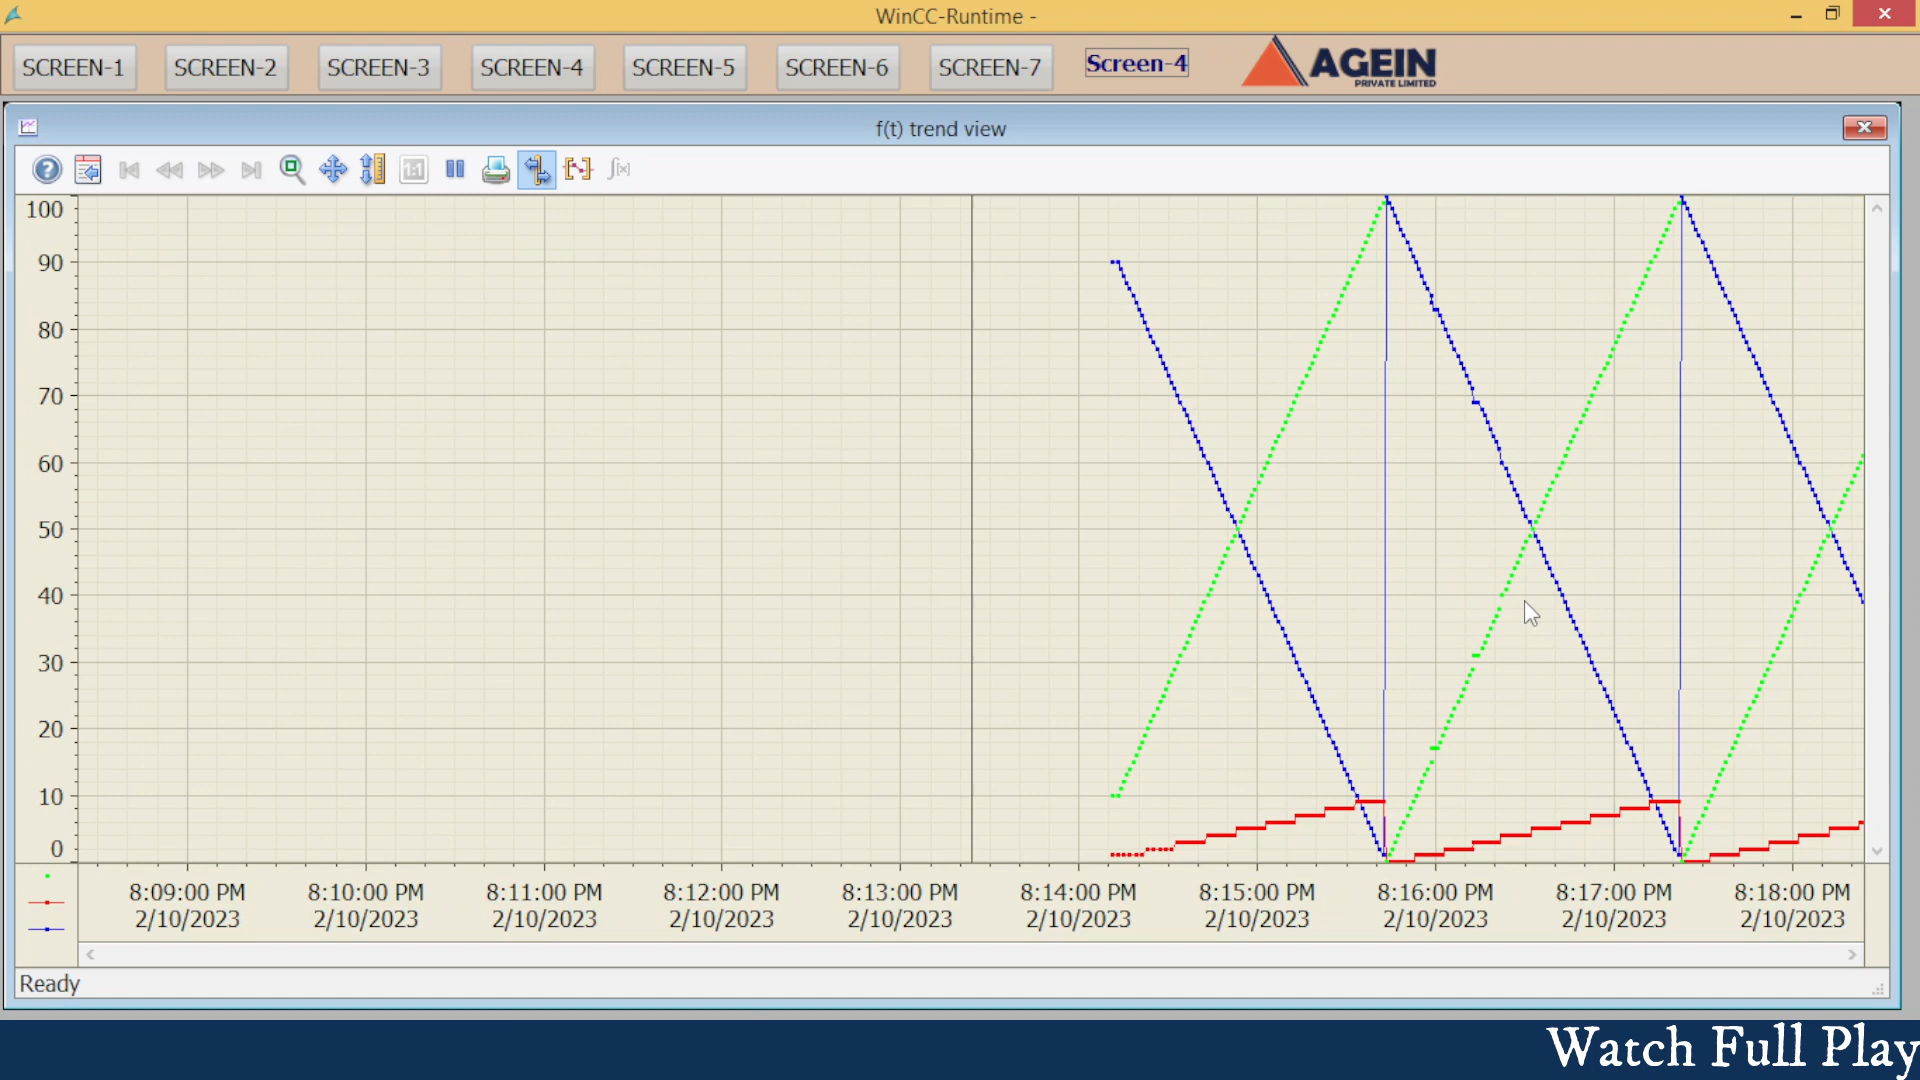 WinCC-Runtime -
SCREEN-1 SCREEN-2 SCREEN-3 SCREEN-4 SCREEN-5 SCREEN-6 SCREEN-7 Screen-4 AGEIN
PRIVATE LIMITED
f(t) trend view
1:1 f(x)
100
90
80
70
60
50
40
30
20
10
0
8:09:00 PM 8:10:00 PM 8:11:00 PM 8:12:00 PM 8:13:00 PM 8:14:00 PM 8:15:00 PM 8:16:00 PM 8:17:00 PM 8:18:00 PM
2/10/2023 2/10/2023 2/10/2023 2/10/2023 2/10/2023 2/10/2023 2/10/2023 2/10/2023 2/10/2023 2/10/2023
Ready
Watch Full Play